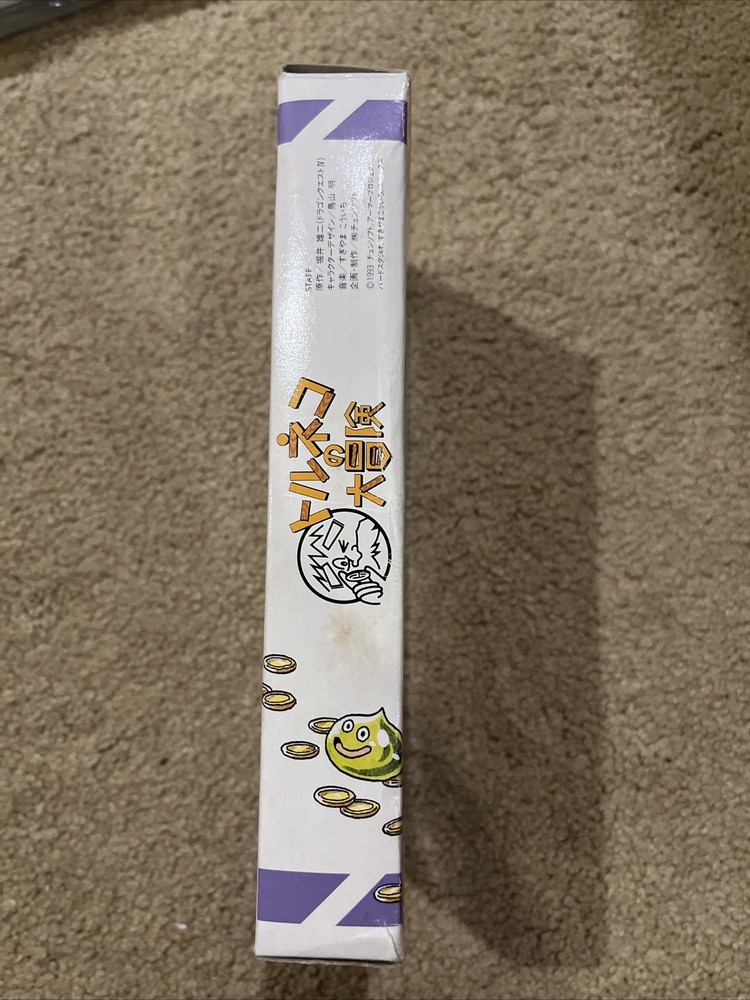 STAFF
原作/堀井 雄二(ドラゴンクエストIV)
キャラクターデザイン/鳥山 明
音楽/すぎやま こういち
企画・制作/㈱チュンソフト
©1993 チュンソフト, アーマープロジェクト,
バードスタジオ, すぎやまこういち,
トルネコ
の
大冒険